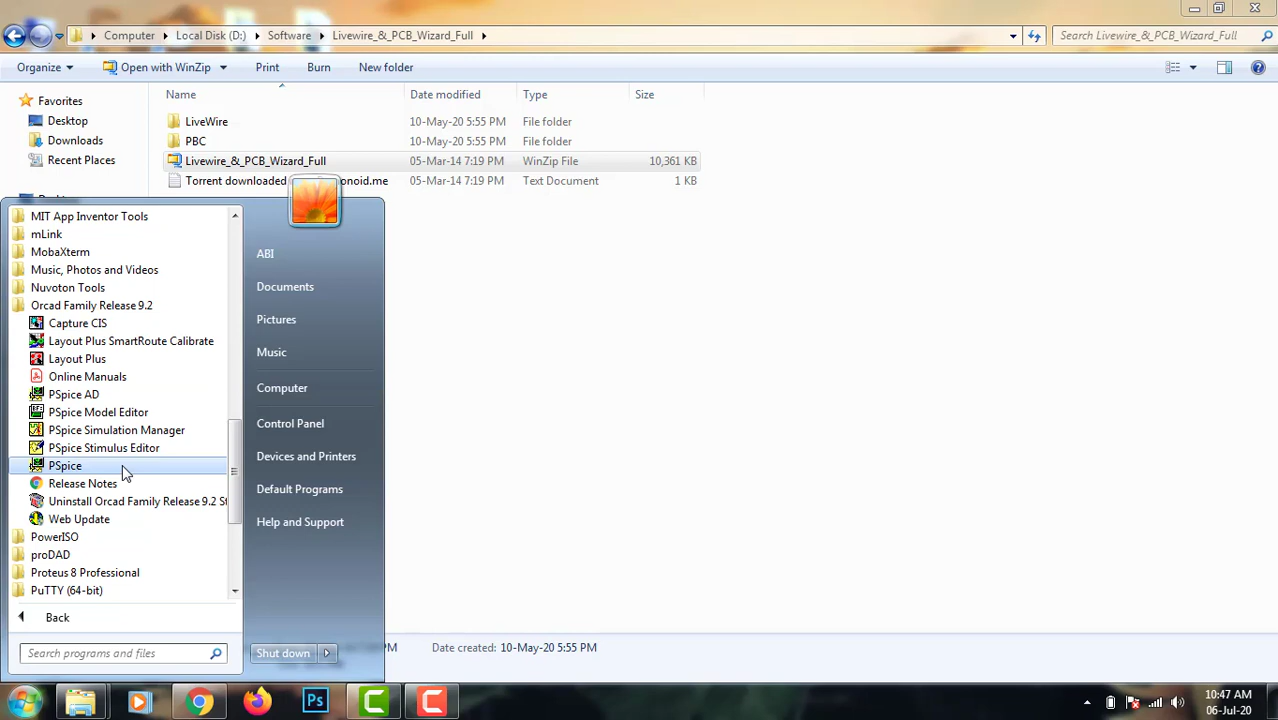 Computer Local Disk (D:) Software Livewire_&_PCB_Wizard_Full
Search Livewire_&_PCB_Wizard_Full
Organize Open with WinZip Print Burn New folder
Name Date modified Type Size
Favorites
Desktop
Downloads
Recent Places
LiveWire 10-May-20 5:55 PM File folder
PBC 10-May-20 5:55 PM File folder
Livewire_&_PCB_Wizard_Full 05-Mar-14 7:19 PM WinZip File 10,361 KB
Torrent downloaded onoid.me 05-Mar-14 7:19 PM Text Document 1 KB
MIT App Inventor Tools
mLink
MobaXterm
Music, Photos and Videos
Nuvoton Tools
Orcad Family Release 9.2
Capture CIS
Layout Plus SmartRoute Calibrate
Layout Plus
Online Manuals
PSpice AD
PSpice Model Editor
PSpice Simulation Manager
PSpice Stimulus Editor
PSpice
Release Notes
Uninstall Orcad Family Release 9.2 S
Web Update
PowerISO
proDAD
Proteus 8 Professional
PuTTY (64-bit)
Back
Search programs and files
ABI
Documents
Pictures
Music
Computer
Control Panel
Devices and Printers
Default Programs
Help and Support
Shut down
PM Date created: 10-May-20 5:55 PM
Ps
10:47 AM
06-Jul-20